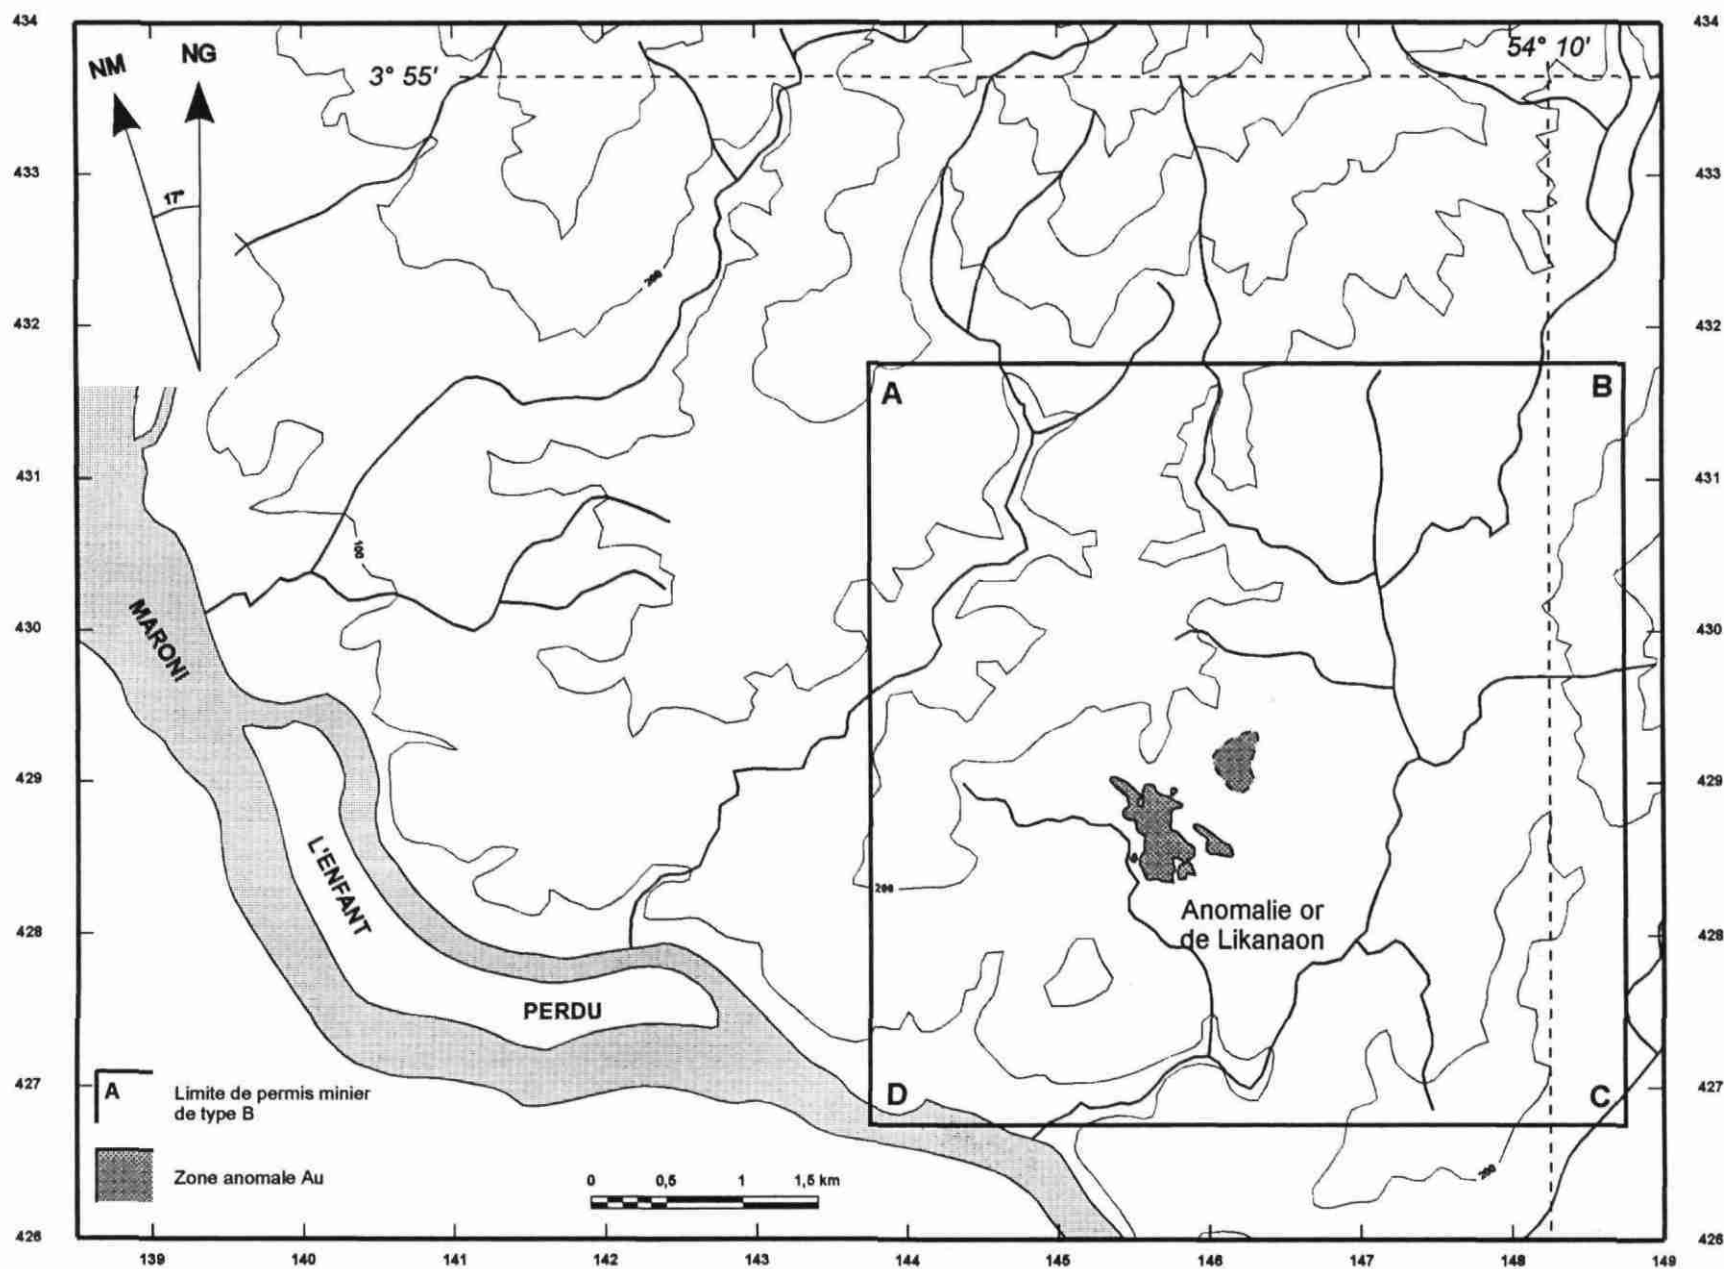 434
434
NM
NG
3° 55'
54° 10'
17°
433
433
200
432
432
A
B
431
431
100
430
430
MARONI
429
429
L'ENFANT
200
Anomalie or
de Likanaon
428
428
PERDU
427
427
A
Limite de permis minier
de type B
D
C
Zone anomale Au
0
0,5
1
1,5 km
200
426
426
139
140
141
142
143
144
145
146
147
148
149